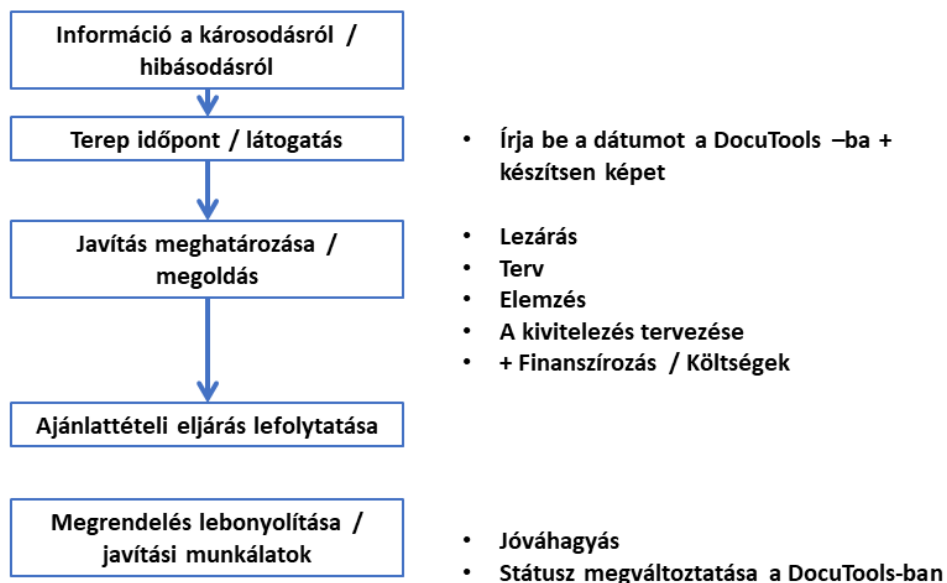 Információ a károsodásról /
hibásodásról
Terep időpont / látogatás
• Írja be a dátumot a DocuTools –ba +
készítsen képet
Javítás meghatározása /
megoldás
• Lezárás
• Terv
• Elemzés
• A kivitelezés tervezése
• + Finanszírozás / Költségek
Ajánlattételi eljárás lefolytatása
Megrendelés lebonyolítása /
javítási munkálatok
• Jóváhagyás
• Státusz megváltoztatása a DocuTools-ban